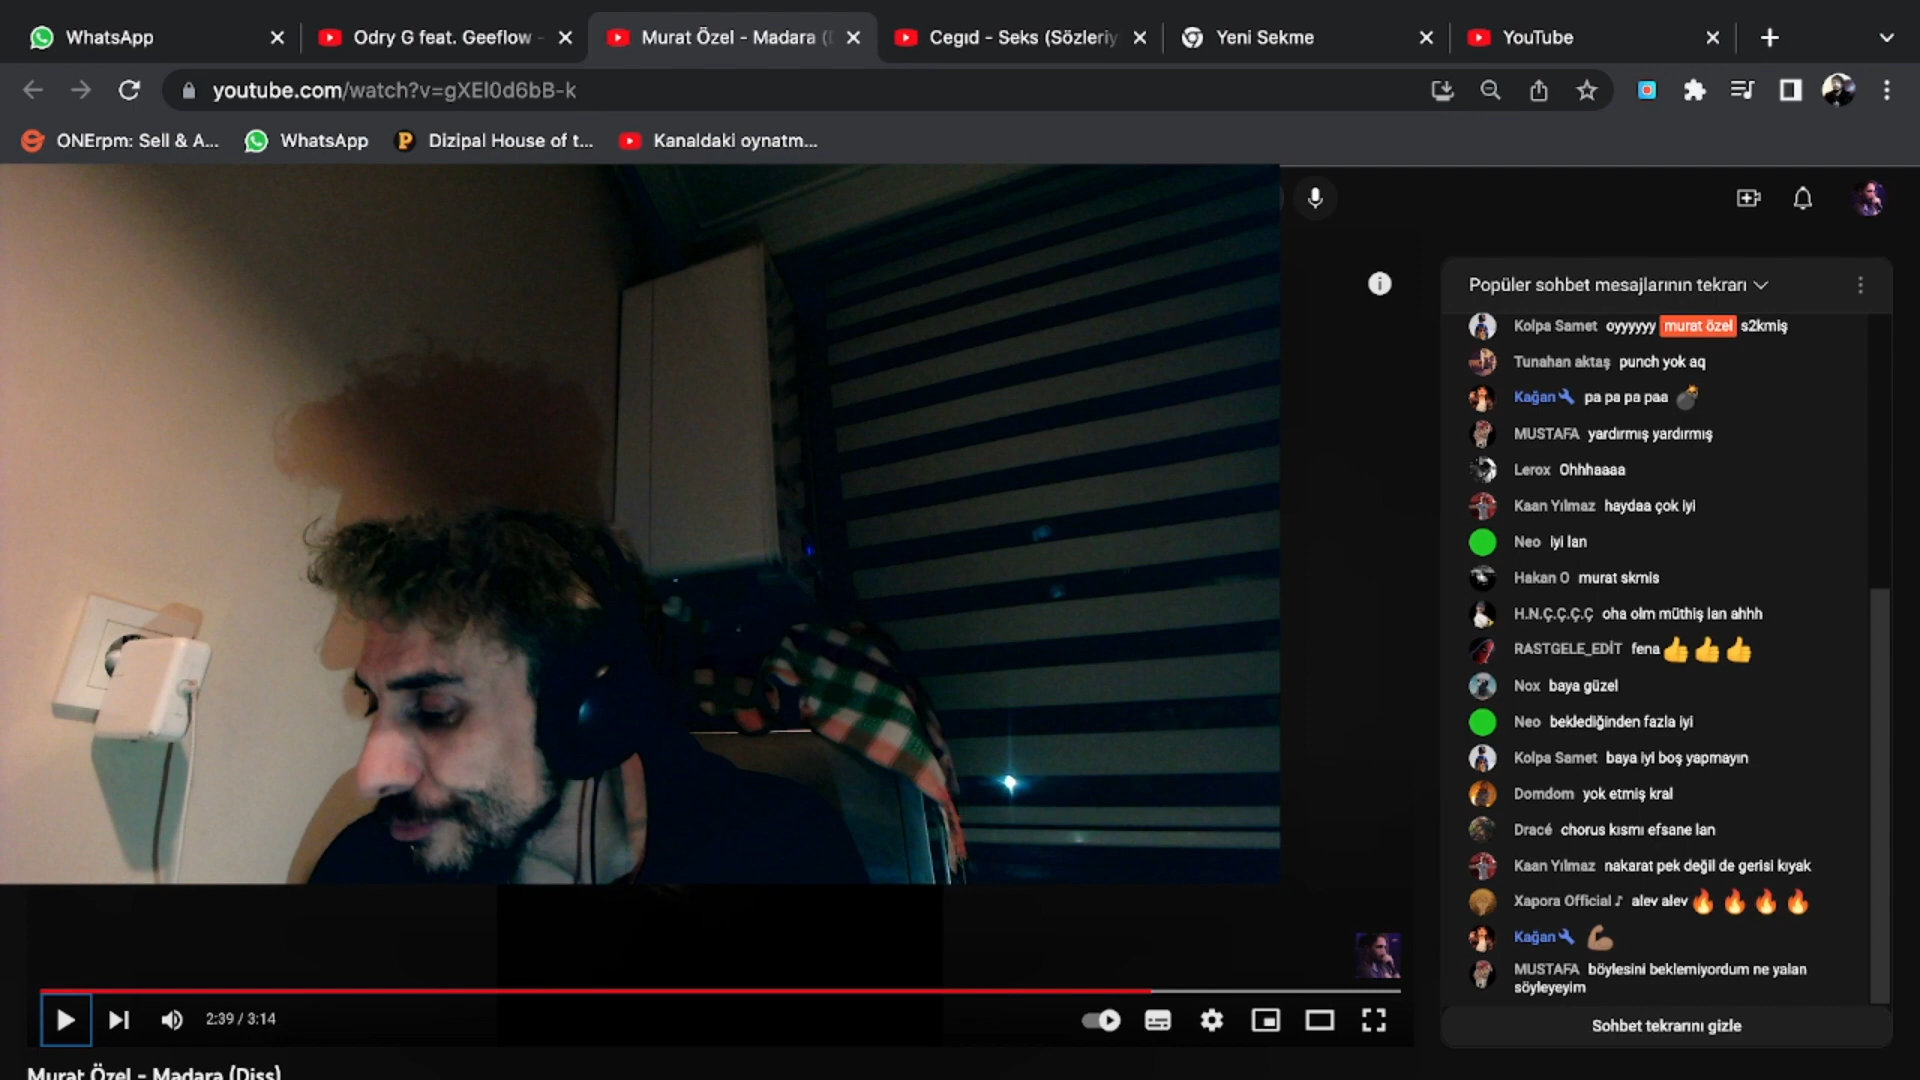 WhatsApp
Odry G feat. Geeflow -
Murat Özel - Madara (
Cegıd - Seks (Sözleriy
Yeni Sekme
YouTube
youtube.com/watch?v=gXEI0d6bB-k
ONErpm: Sell & A...
WhatsApp
Dizipal House of t...
Kanaldaki oynatm...
Popüler sohbet mesajlarının tekrarı
Kolpa Samet oyyyyyy murat özel s2kmiş
Tunahan aktaş punch yok aq
Kağan pa pa pa paa
MUSTAFA yardırmış yardırmış
Lerox Ohhhaaaa
Kaan Yılmaz haydaa çok iyi
Neo iyi lan
Hakan O murat skmis
H.N.Ç.Ç.Ç.Ç oha olm müthiş lan ahhh
RASTGELE_EDİT fena
Nox baya güzel
Neo beklediğinden fazla iyi
Kolpa Samet baya iyi boş yapmayın
Domdom yok etmiş kral
Dracé chorus kısmı efsane lan
Kaan Yılmaz nakarat pek değil de gerisi kıyak
Xapora Official ♪ alev alev
Kağan
MUSTAFA böylesini beklemiyordum ne yalan
söyleyeyim
Sohbet tekrarını gizle
2:39 / 3:14
Murat Özel - Madara (Diss)